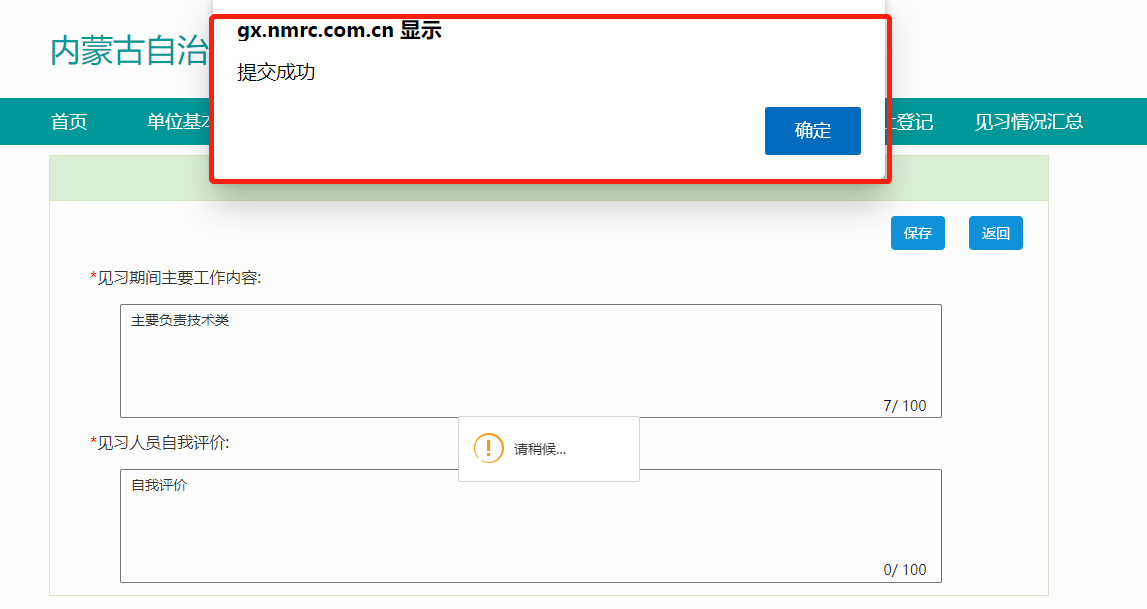 gx.nmrc.com.cn 显示
提交成功
确定
内蒙古自治
首页 单位基本 上登记 见习情况汇总
保存 返回
*见习期间主要工作内容:
主要负责技术类
7/ 100
*见习人员自我评价:
请稍候...
自我评价
0/ 100